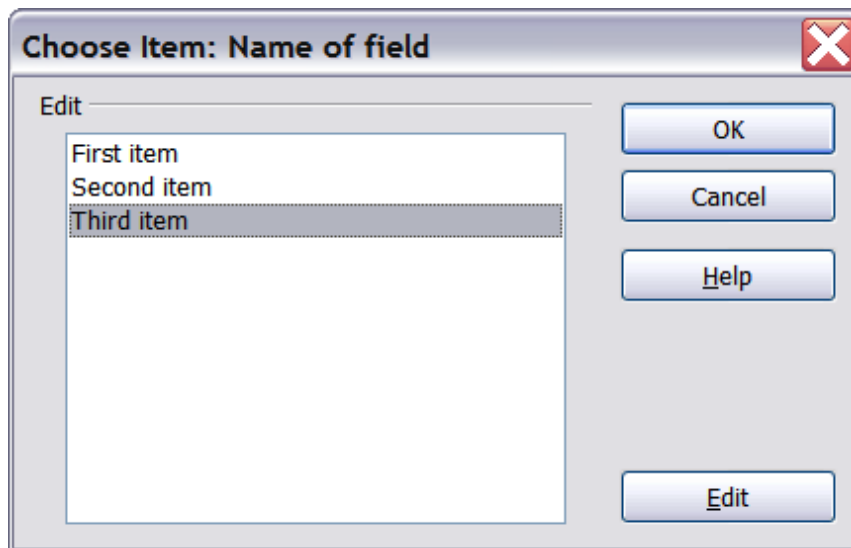 Choose Item: Name of field
Edit
First item
Second item
Third item
OK
Cancel
Help
Edit